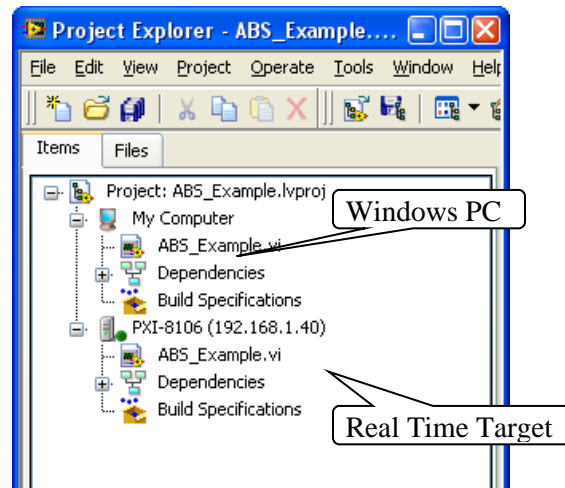 Project Explorer - ABS_Example....
File Edit View Project Operate Tools Window Help
Items Files
Project: ABS_Example.lvproj
Windows PC
My Computer
ABS_Example.vi
Dependencies
Build Specifications
PXI-8106 (192.168.1.40)
ABS_Example.vi
Dependencies
Build Specifications
Real Time Target